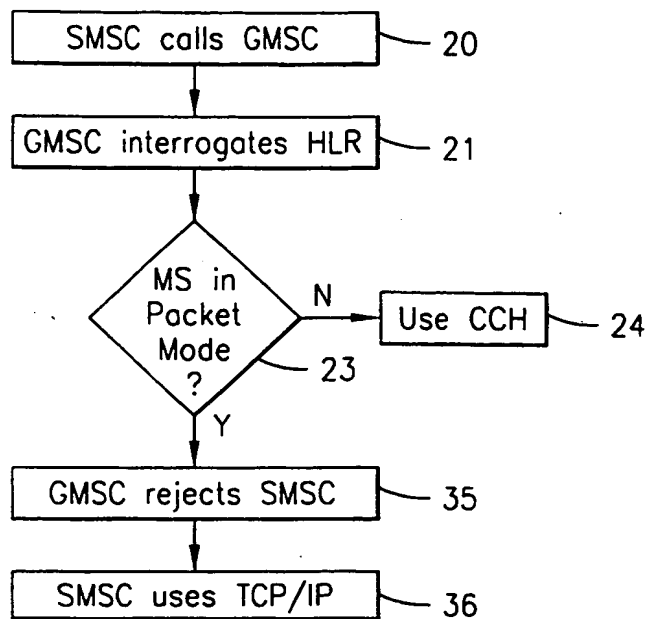 SMSC calls GMSC
20
GMSC interrogates HLR
21
MS in
Packet
Mode
?
23
N
Use CCH
24
Y
GMSC rejects SMSC
35
SMSC uses TCP/IP
36